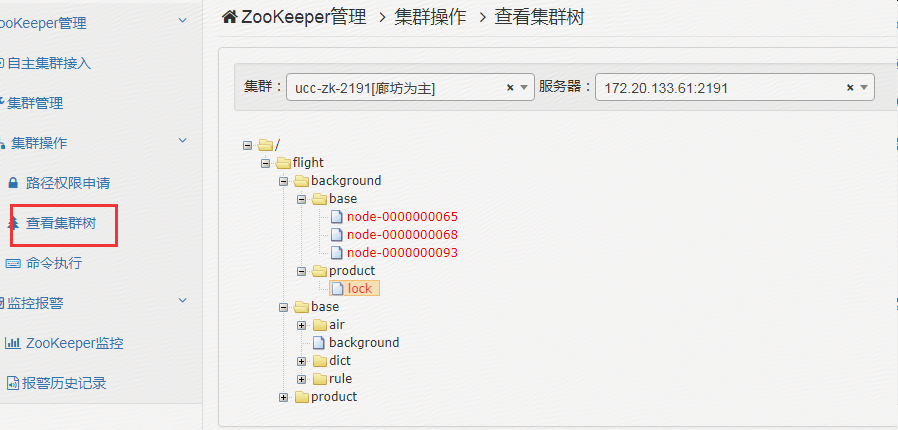 ooKeeper管理
自主集群接入
集群管理
集群操作
路径权限申请
查看集群树
命令执行
监控报警
ZooKeeper监控
报警历史记录
ZooKeeper管理 > 集群操作 > 查看集群树
集群：ucc-zk-2191[廊坊为主] × 服务器：172.20.133.61:2191 ×
/
flight
background
base
node-0000000065
node-0000000068
node-0000000093
product
lock
base
air
background
dict
rule
product